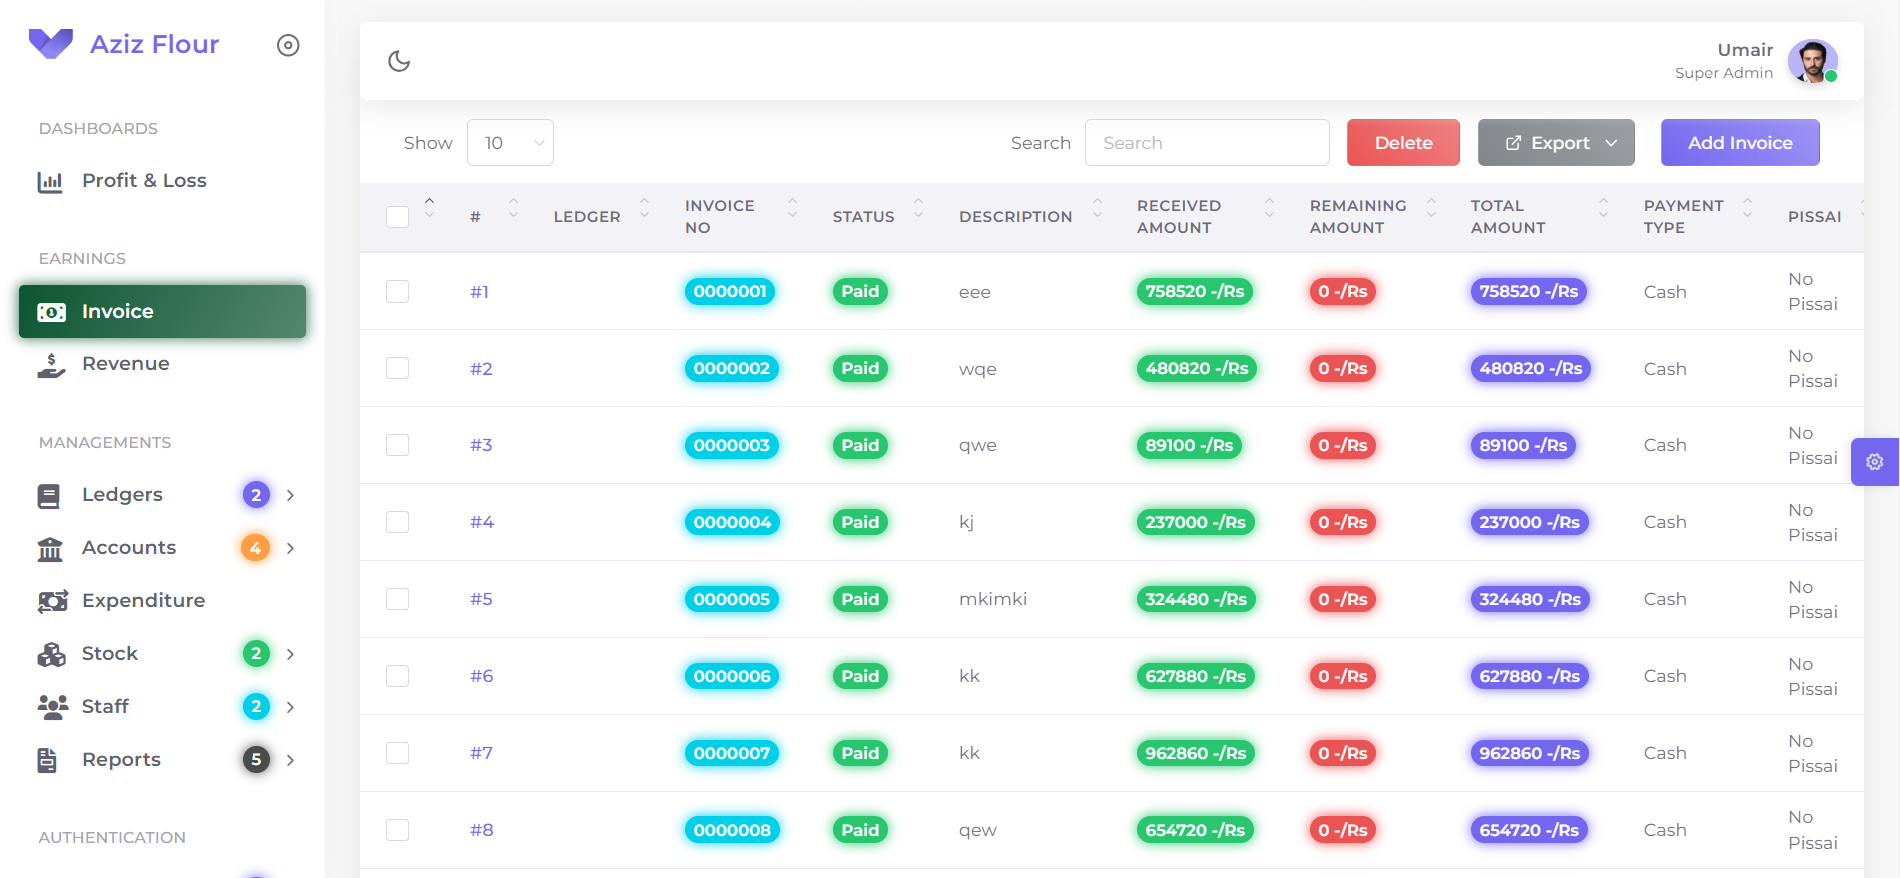 Aziz Flour
DASHBOARDS
Profit & Loss
EARNINGS
Invoice
Revenue
MANAGEMENTS
Ledgers 2
Accounts 4
Expenditure
Stock 2
Staff 2
Reports 5
AUTHENTICATION
Umair
Super Admin
Show 10 Search Search Delete Export Add Invoice
# LEDGER INVOICE NO STATUS DESCRIPTION RECEIVED AMOUNT REMAINING AMOUNT TOTAL AMOUNT PAYMENT TYPE PISSAI
#1 0000001 Paid eee 758520 -/Rs 0 -/Rs 758520 -/Rs Cash No Pissai
#2 0000002 Paid wqe 480820 -/Rs 0 -/Rs 480820 -/Rs Cash No Pissai
#3 0000003 Paid qwe 89100 -/Rs 0 -/Rs 89100 -/Rs Cash No Pissai
#4 0000004 Paid kj 237000 -/Rs 0 -/Rs 237000 -/Rs Cash No Pissai
#5 0000005 Paid mkimki 324480 -/Rs 0 -/Rs 324480 -/Rs Cash No Pissai
#6 0000006 Paid kk 627880 -/Rs 0 -/Rs 627880 -/Rs Cash No Pissai
#7 0000007 Paid kk 962860 -/Rs 0 -/Rs 962860 -/Rs Cash No Pissai
#8 0000008 Paid qew 654720 -/Rs 0 -/Rs 654720 -/Rs Cash No Pissai